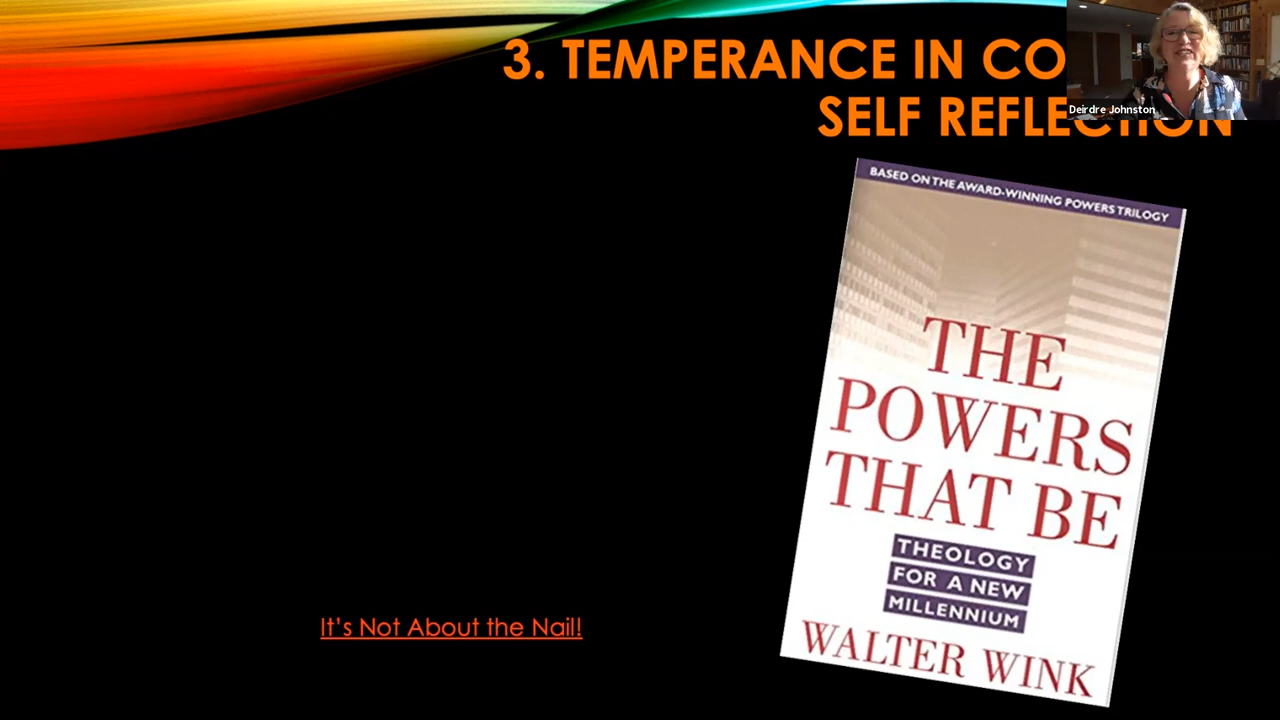 3. TEMPERANCE IN CO
SELF REFLECTION
Deirdre Johnston
BASED ON THE AWARD-WINNING POWERS TRILOGY
THE
POWERS
THAT BE
THEOLOGY
FOR A NEW
MILLENNIUM
WALTER WINK
It's Not About the Nail!